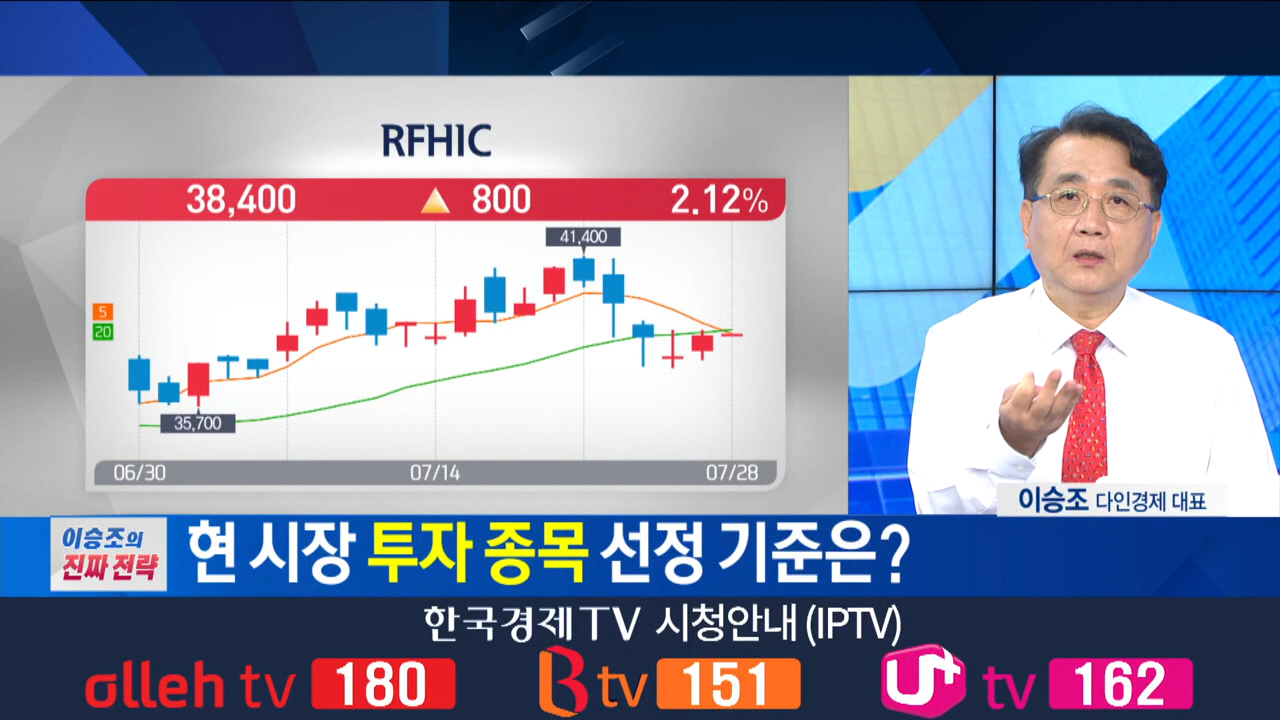 RFHIC
38,400 ▲ 800 2.12%
41,400
5
20
35,700
06/30 07/14 07/28
이승조 다인경제 대표
이승조의
진짜 전략
현 시장 투자 종목 선정 기준은?
한국경제TV 시청안내 (IPTV)
olleh tv 180 B tv 151 U+ tv 162